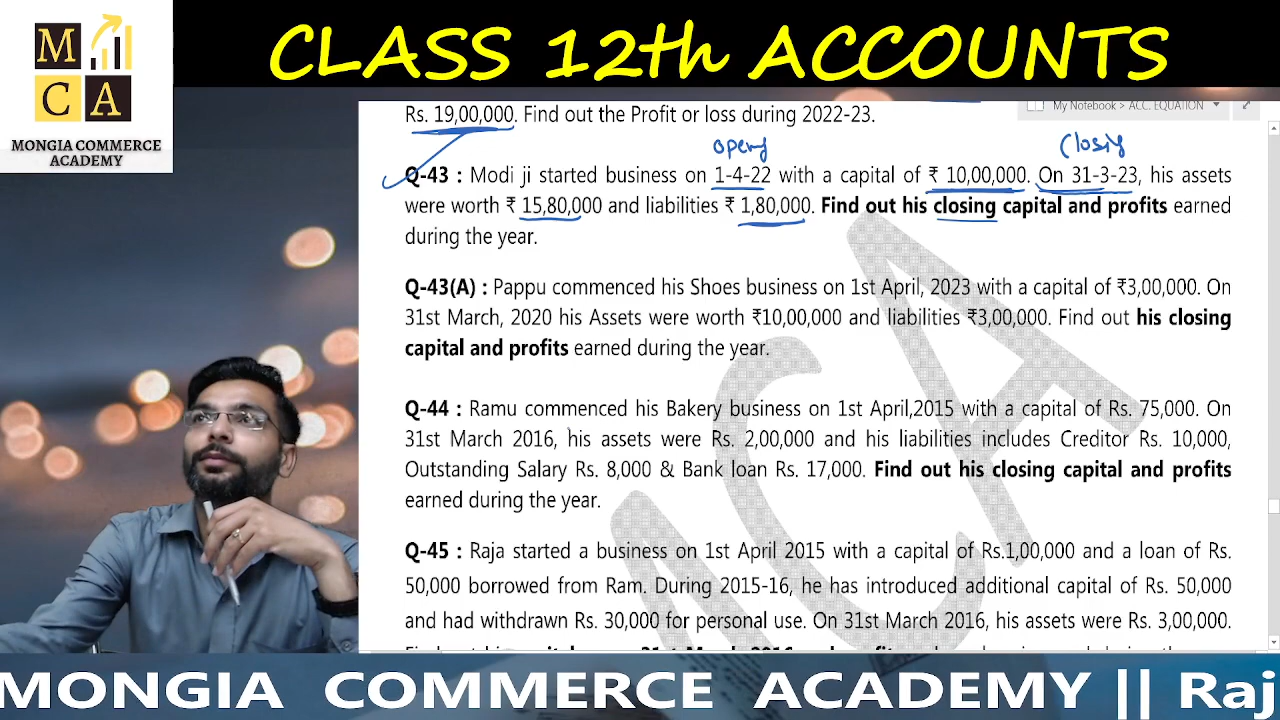 M
C A
MONGIA COMMERCE
ACADEMY
CLASS 12th ACCOUNTS
My Notebook > ACC. EQUATION
Rs. 19,00,000. Find out the Profit or loss during 2022-23.
Q-43 : Modi ji started business on 1-4-22 with a capital of ₹ 10,00,000. On 31-3-23, his assets
were worth ₹ 15,80,000 and liabilities ₹ 1,80,000. Find out his closing capital and profits earned
during the year.
Q-43(A) : Pappu commenced his Shoes business on 1st April, 2023 with a capital of ₹3,00,000. On
31st March, 2020 his Assets were worth ₹10,00,000 and liabilities ₹3,00,000. Find out his closing
capital and profits earned during the year.
Q-44 : Ramu commenced his Bakery business on 1st April,2015 with a capital of Rs. 75,000. On
31st March 2016, his assets were Rs. 2,00,000 and his liabilities includes Creditor Rs. 10,000,
Outstanding Salary Rs. 8,000 & Bank loan Rs. 17,000. Find out his closing capital and profits
earned during the year.
Q-45 : Raja started a business on 1st April 2015 with a capital of Rs.1,00,000 and a loan of Rs.
50,000 borrowed from Ram. During 2015-16, he has introduced additional capital of Rs. 50,000
and had withdrawn Rs. 30,000 for personal use. On 31st March 2016, his assets were Rs. 3,00,000.
MCA
MONGIA COMMERCE ACADEMY || Raj